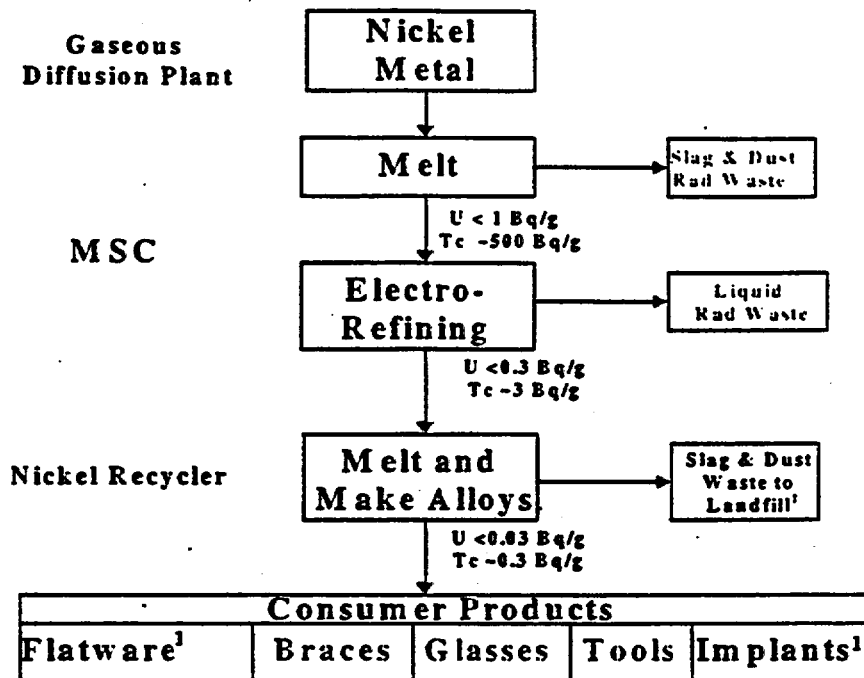 Gaseous
Diffusion Plant
Nickel
Metal
Melt
Slag & Dust
Rad Waste
U < 1 Bq/g
Tc ~500 Bq/g
MSC
Electro-
Refining
Liquid
Rad Waste
U <0.3 Bq/g
Tc ~3 Bq/g
Nickel Recycler
Melt and
Make Alloys
Slag & Dust
Waste to
Landfill²
U <0.03 Bq/g
Tc ~0.3 Bq/g
Consumer Products
Flatware¹ Braces Glasses Tools Implants¹